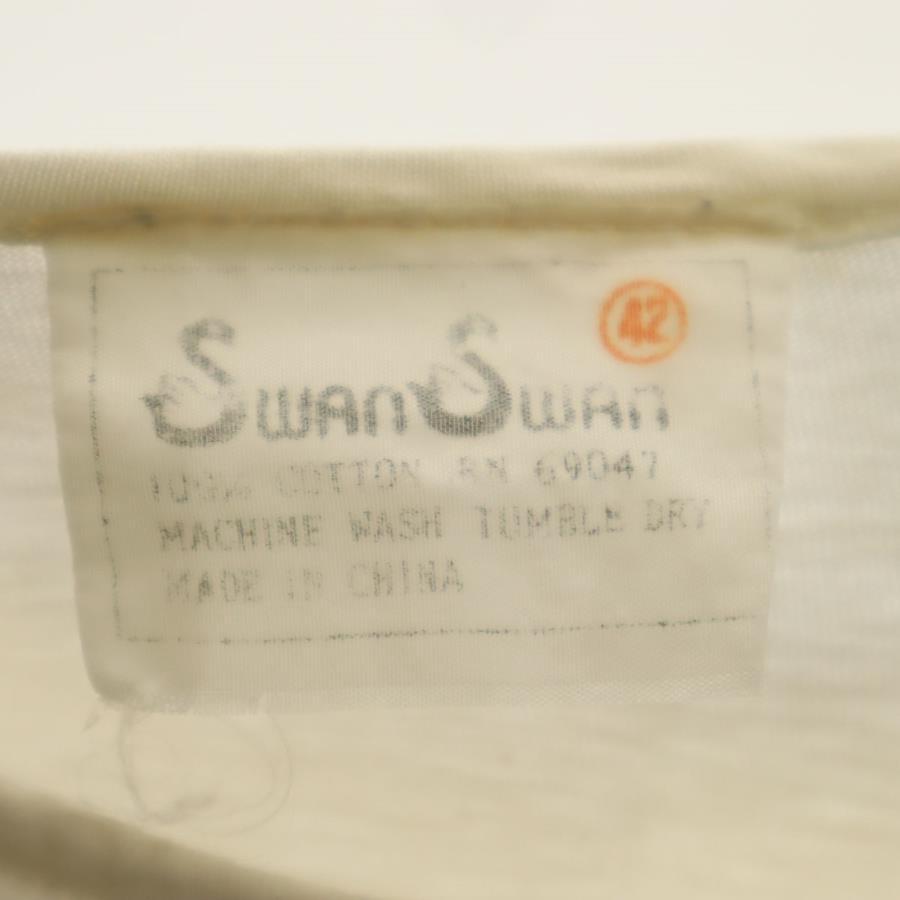 42
Swan Swan
100% COTTON RN 69047
MACHINE WASH TUMBLE DRY
MADE IN CHINA